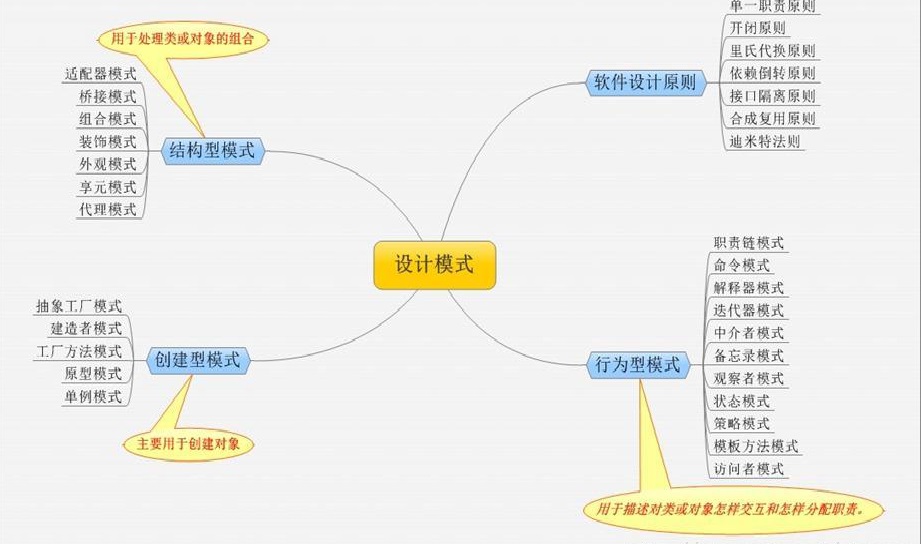 设计模式
软件设计原则
单一职责原则
开闭原则
里氏代换原则
依赖倒转原则
接口隔离原则
合成复用原则
迪米特法则
用于处理类或对象的组合
结构型模式
适配器模式
桥接模式
组合模式
装饰模式
外观模式
享元模式
代理模式
创建型模式
抽象工厂模式
建造者模式
工厂方法模式
原型模式
单例模式
主要用于创建对象
行为型模式
职责链模式
命令模式
解释器模式
迭代器模式
中介者模式
备忘录模式
观察者模式
状态模式
策略模式
模板方法模式
访问者模式
用于描述对类或对象怎样交互和怎样分配职责。